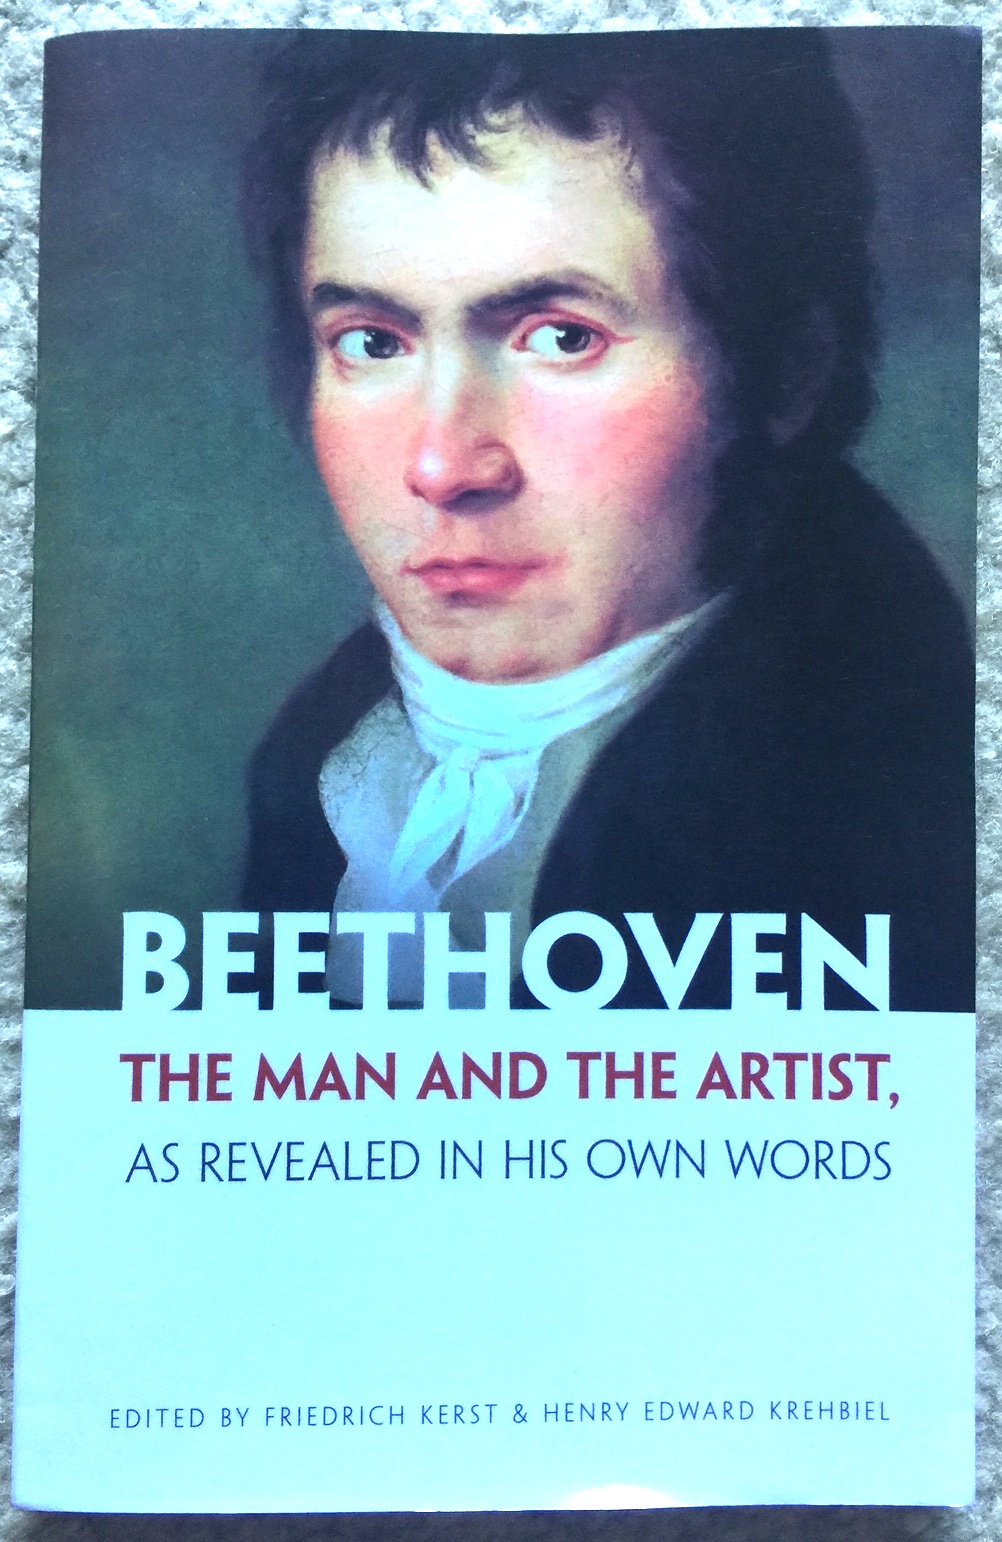 BEETHOVEN
THE MAN AND THE ARTIST,
AS REVEALED IN HIS OWN WORDS
EDITED BY FRIEDRICH KERST & HENRY EDWARD KREHBIEL